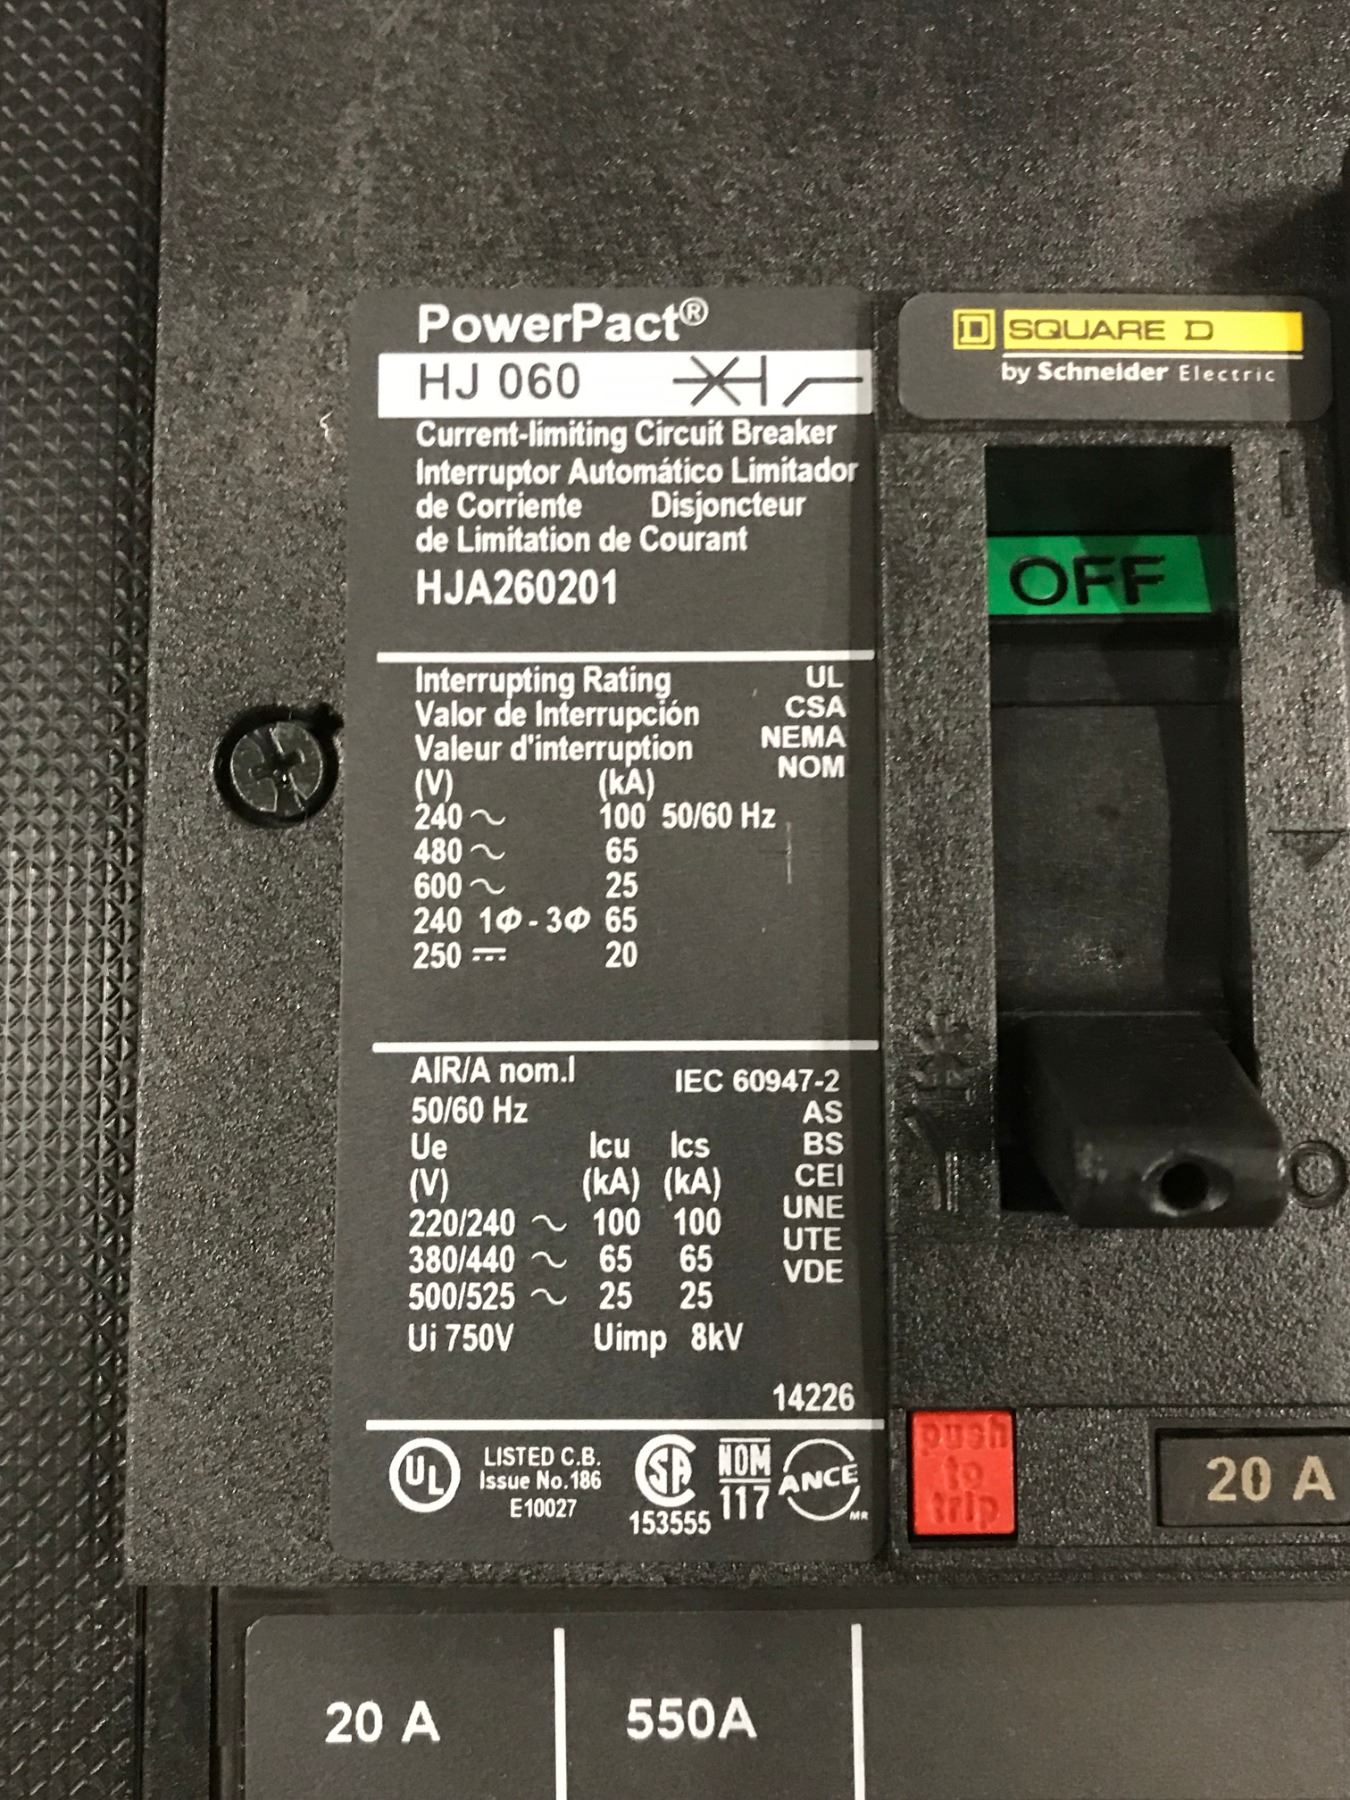 PowerPact®
HJ 060
Current-limiting Circuit Breaker
Interruptor Automático Limitador
de Corriente Disjoncteur
de Limitation de Courant
HJA260201
Interrupting Rating UL
Valor de Interrupción CSA
Valeur d'interruption NEMA
NOM
(V) (kA)
240 ~ 100 50/60 Hz
480 ~ 65
600 ~ 25
240 1Φ - 3Φ 65
250 ⎓ 20
AIR/A nom.I IEC 60947-2
50/60 Hz AS
Ue Icu Ics BS
(V) (kA) (kA) CEI
220/240 ~ 100 100 UNE
380/440 ~ 65 65 UTE
500/525 ~ 25 25 VDE
Ui 750V Uimp 8kV
14226
UL LISTED C.B.
Issue No.186
E10027
SA
153555
NOM
117
ANCE
MR
D SQUARE D
by Schneider Electric
OFF
O
push
to
trip
20 A
20 A 550A